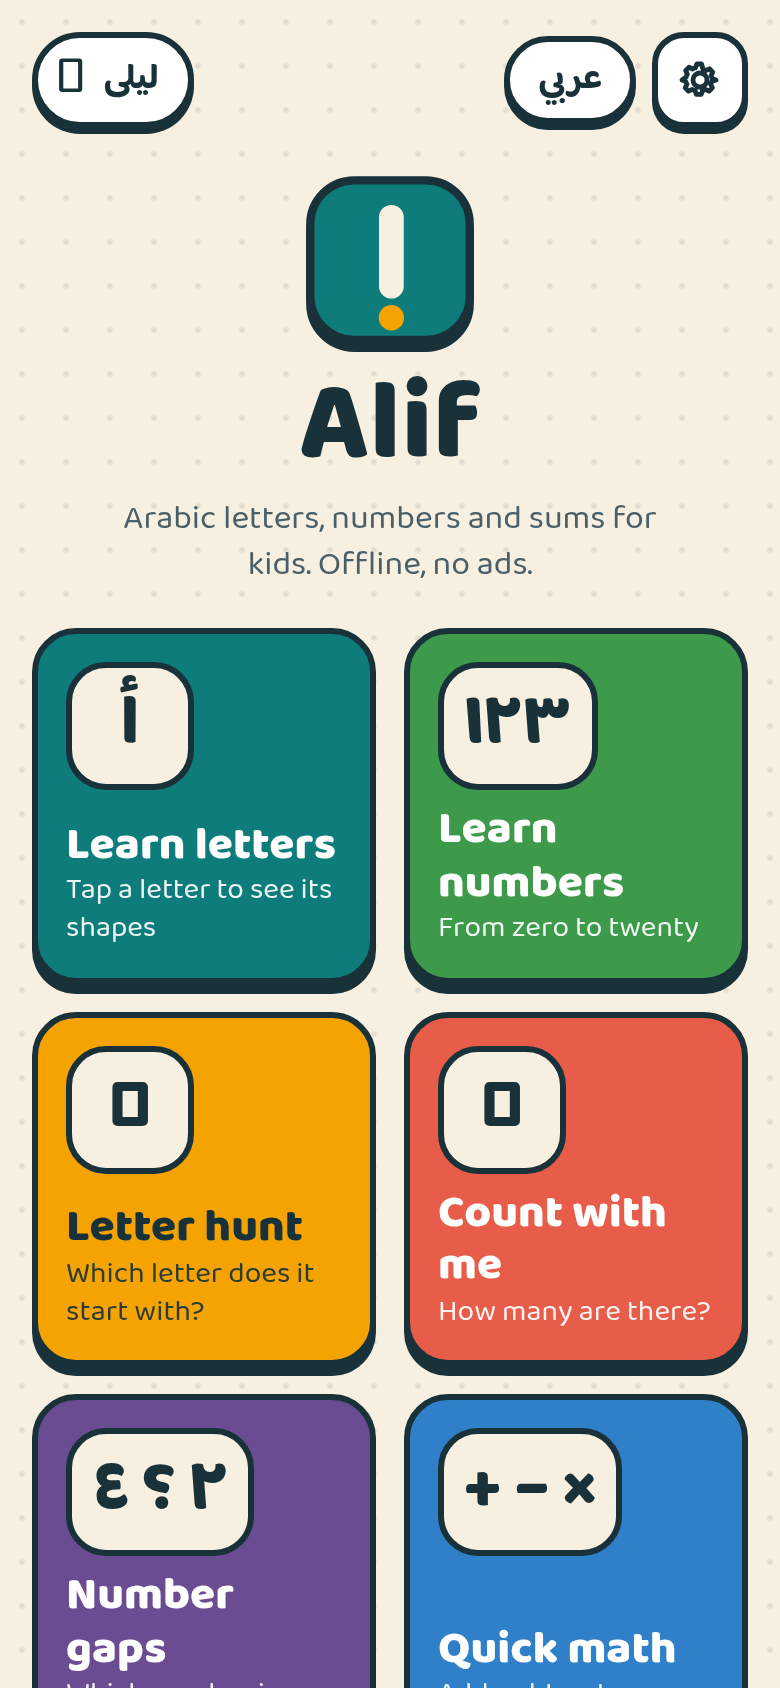 ليلى
عربي
Alif
Arabic letters, numbers and sums for
kids. Offline, no ads.
أ
Learn letters
Tap a letter to see its
shapes
١٢٣
Learn
numbers
From zero to twenty
Letter hunt
Which letter does it
start with?
Count with
me
How many are there?
٢ ؟ ٤
Number
gaps
+ − ×
Quick math